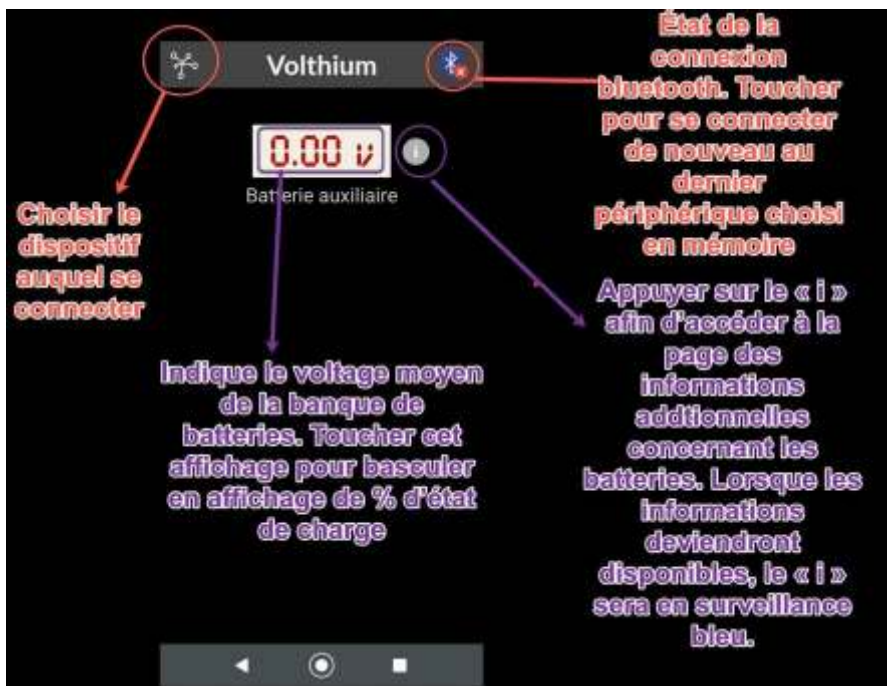 Volthium
0.00 v
i
Batterie auxiliaire
Choisir le
dispositif
auquel se
connecter
État de la
connexion
bluetooth. Toucher
pour se connecter
de nouveau au
dernier
périphérique choisi
en mémoire
Indique le voltage moyen
de la banque de
batteries. Toucher cet
affichage pour basculer
en affichage de % d'état
de charge
Appuyer sur le « i »
afin d'accéder à la
page des
informations
addtionnelles
concernant les
batteries. Lorsque les
informations
deviendront
disponibles, le « i »
sera en surveillance
bleu.